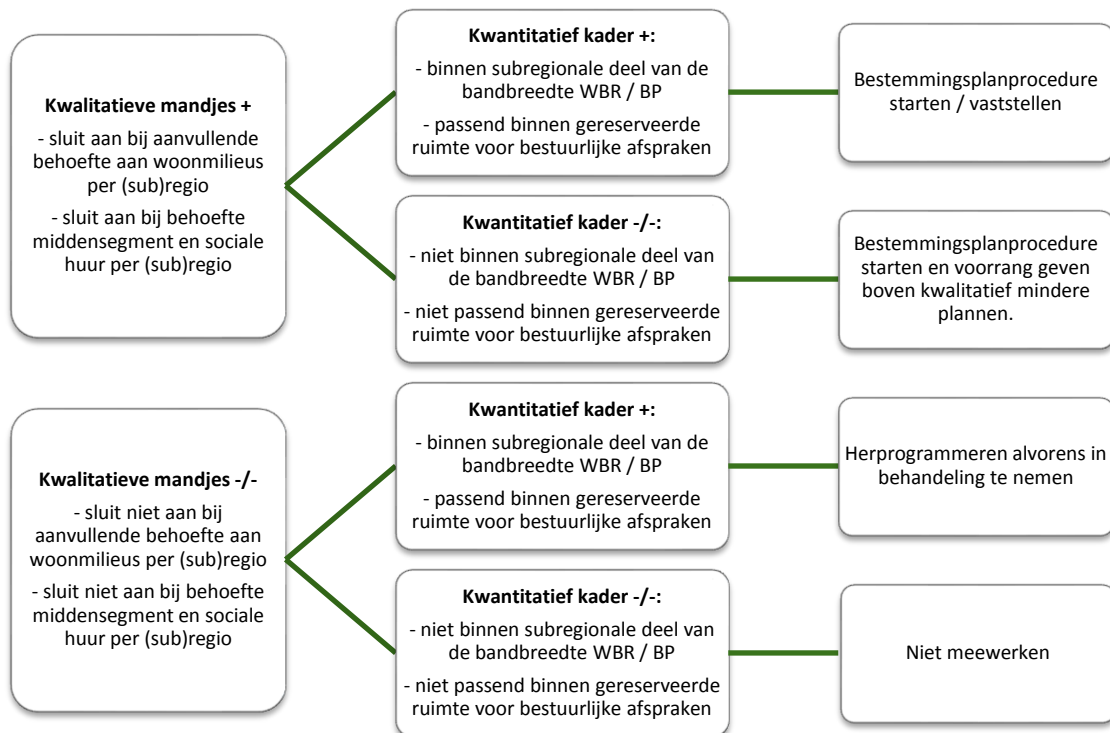 Kwalitatieve mandjes +
- sluit aan bij aanvullende
behoefte aan woonmilieus
per (sub)regio
- sluit aan bij behoefte
middensegment en sociale
huur per (sub)regio
Kwantitatief kader +:
- binnen subregionale deel van de
bandbreedte WBR / BP
- passend binnen gereserveerde
ruimte voor bestuurlijke afspraken
Bestemmingsplanprocedure
starten / vaststellen
Kwantitatief kader -/-:
- niet binnen subregionale deel van
de bandbreedte WBR / BP
- niet passend binnen gereserveerde
ruimte voor bestuurlijke afspraken
Bestemmingsplanprocedure
starten en voorrang geven
boven kwalitatief mindere
plannen.
Kwalitatieve mandjes -/-
- sluit niet aan bij
aanvullende behoefte aan
woonmilieus per (sub)regio
- sluit niet aan bij behoefte
middensegment en sociale
huur per (sub)regio
Kwantitatief kader +:
- binnen subregionale deel van de
bandbreedte WBR / BP
- passend binnen gereserveerde
ruimte voor bestuurlijke afspraken
Herprogrammeren alvorens in
behandeling te nemen
Kwantitatief kader -/-:
- niet binnen subregionale deel van
de bandbreedte WBR / BP
- niet passend binnen gereserveerde
ruimte voor bestuurlijke afspraken
Niet meewerken